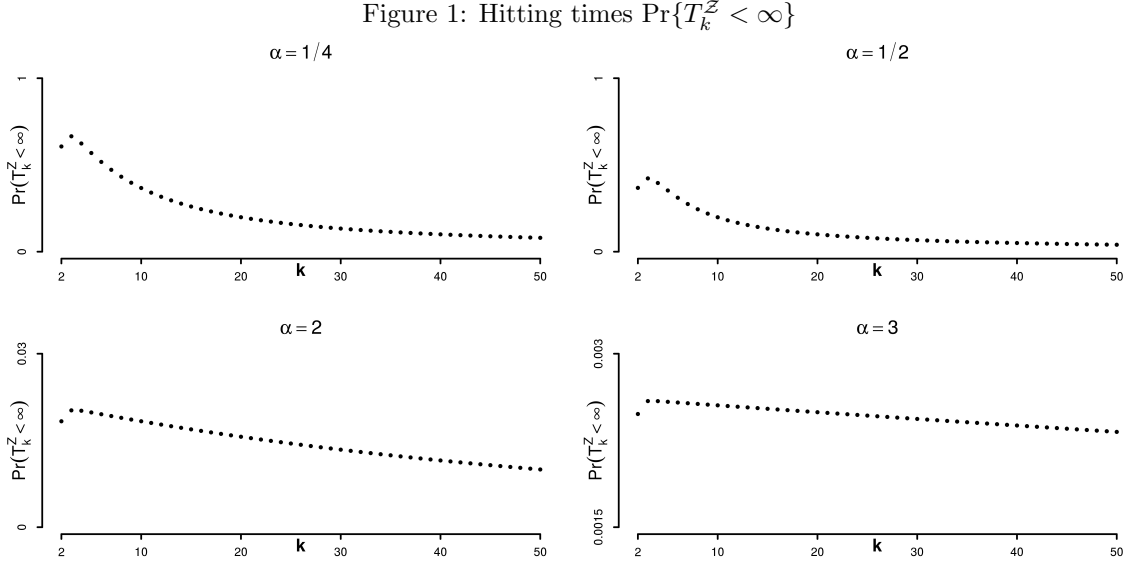 Figure 1: Hitting times Pr{T_k^𝒵 < ∞}
α = 1/4
Pr(T_k^Z < ∞)
1
0
2 10 20 30 40 50
k
α = 1/2
Pr(T_k^Z < ∞)
1
0
2 10 20 30 40 50
k
α = 2
Pr(T_k^Z < ∞)
0.03
0
2 10 20 30 40 50
k
α = 3
Pr(T_k^Z < ∞)
0.003
0.0015
2 10 20 30 40 50
k